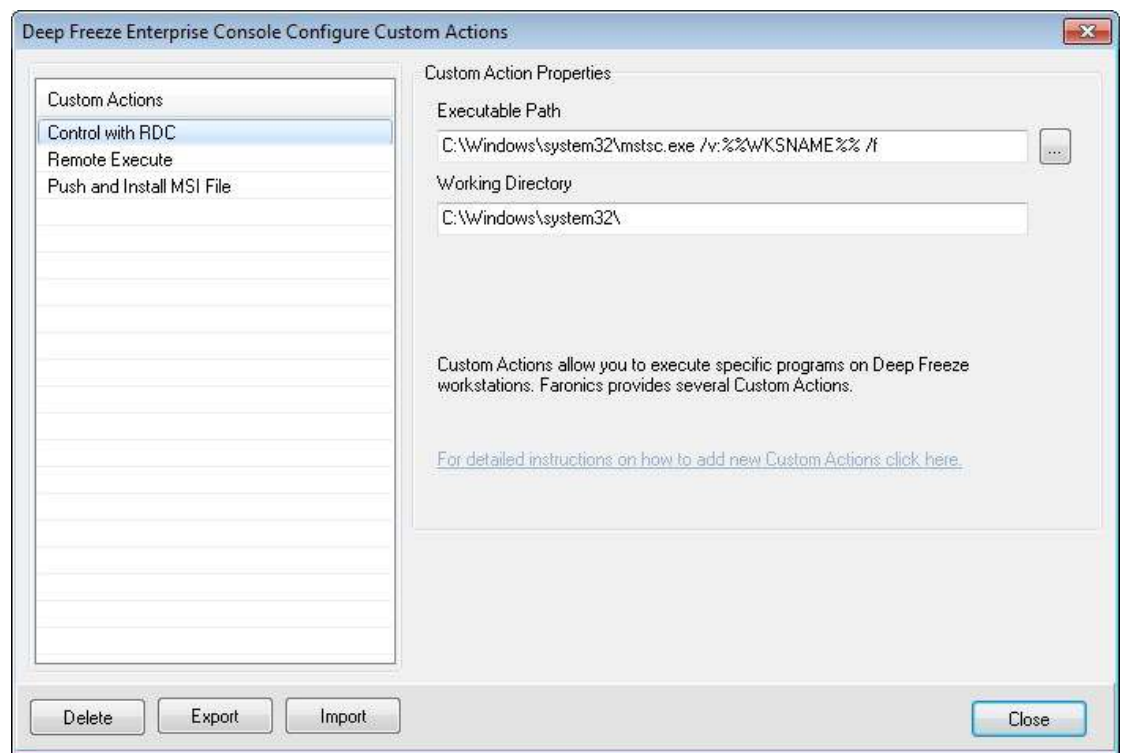 Deep Freeze Enterprise Console Configure Custom Actions
Custom Actions
Control with RDC
Remote Execute
Push and Install MSI File
Custom Action Properties
Executable Path
C:\Windows\system32\mstsc.exe /v:%%WKSNAME%% /f
...
Working Directory
C:\Windows\system32\
Custom Actions allow you to execute specific programs on Deep Freeze
workstations. Faronics provides several Custom Actions.
For detailed instructions on how to add new Custom Actions click here.
Delete
Export
Import
Close